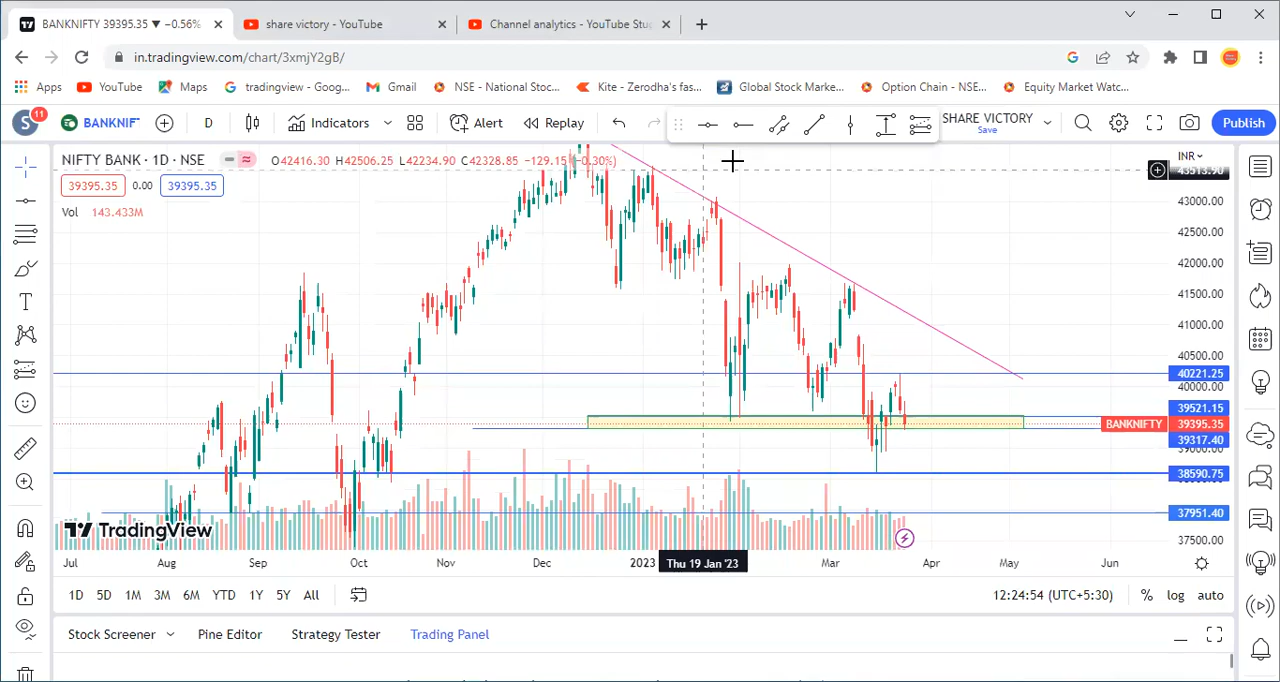 BANKNIFTY 39395.35 ▼ −0.56%
share victory - YouTube
Channel analytics - YouTube Stu
in.tradingview.com/chart/3xmjY2gB/
Apps
YouTube
Maps
tradingview - Goog...
Gmail
NSE - National Stoc...
Kite - Zerodha's fas...
Global Stock Marke...
Option Chain - NSE...
Equity Market Watc...
S
11
BANKNIF
D
Indicators
Alert
Replay
SHARE VICTORY
Save
Publish
NIFTY BANK · 1D · NSE
O42416.30 H42506.25 L42234.90 C42328.85 −129.15 (−0.30%)
INR
39395.35
0.00
39395.35
43513.90
Vol 143.433M
43000.00
42500.00
42000.00
41500.00
41000.00
40500.00
40221.25
40000.00
39521.15
BANKNIFTY 39395.35
39317.40
39000.00
38590.75
37951.40
37500.00
TradingView
Jul
Aug
Sep
Oct
Nov
Dec
2023
Thu 19 Jan '23
Mar
Apr
May
Jun
1D
5D
1M
3M
6M
YTD
1Y
5Y
All
12:24:54 (UTC+5:30)
%
log
auto
Stock Screener
Pine Editor
Strategy Tester
Trading Panel